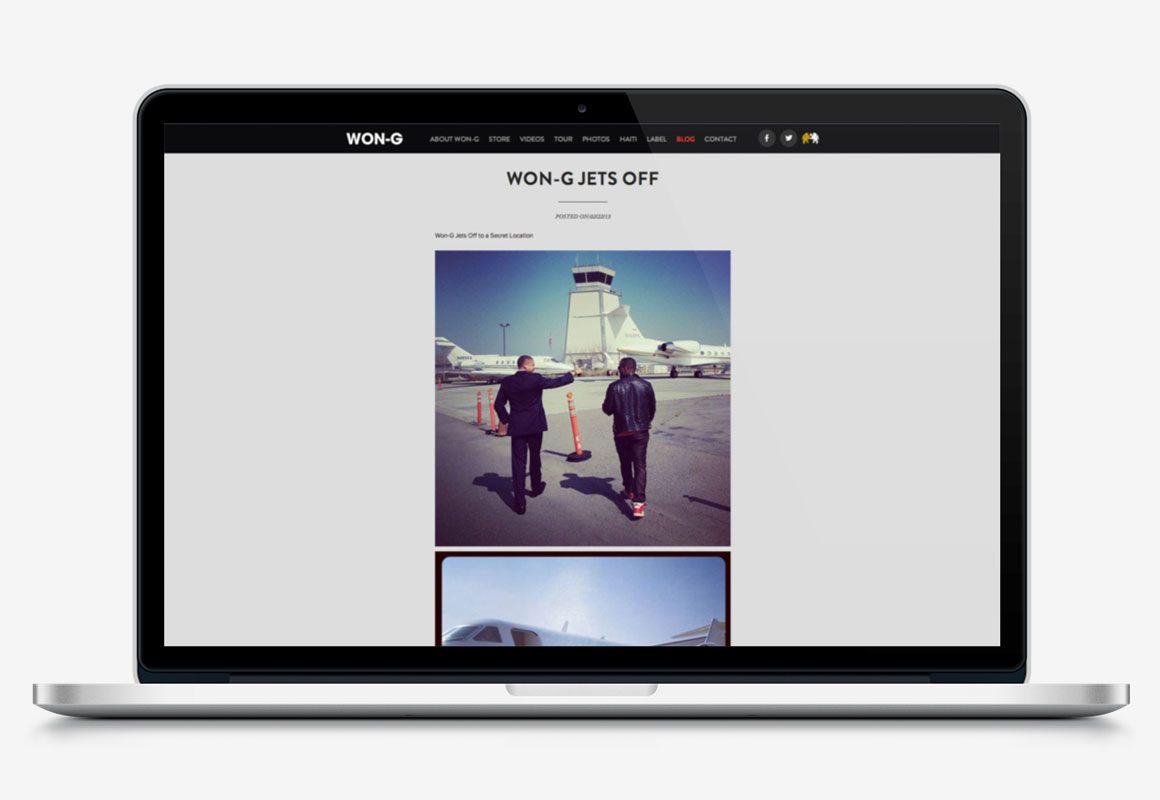 WON-G ABOUT WON-G STORE VIDEOS TOUR PHOTOS HAITI LABEL BLOG CONTACT
WON-G JETS OFF
POSTED ON
Won-G Jets Off to a Secret Location